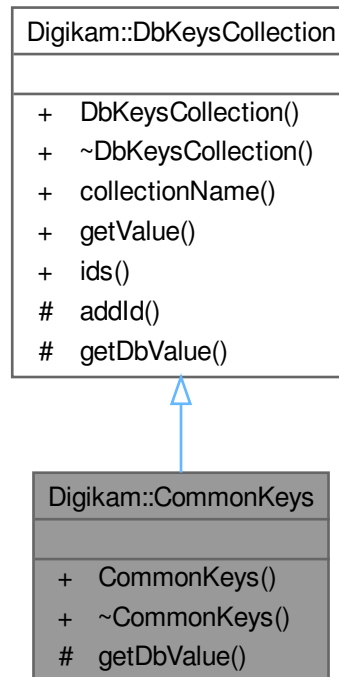 Digikam::DbKeysCollection
+ DbKeysCollection()
+ ~DbKeysCollection()
+ collectionName()
+ getValue()
+ ids()
# addId()
# getDbValue()
Digikam::CommonKeys
+ CommonKeys()
+ ~CommonKeys()
# getDbValue()